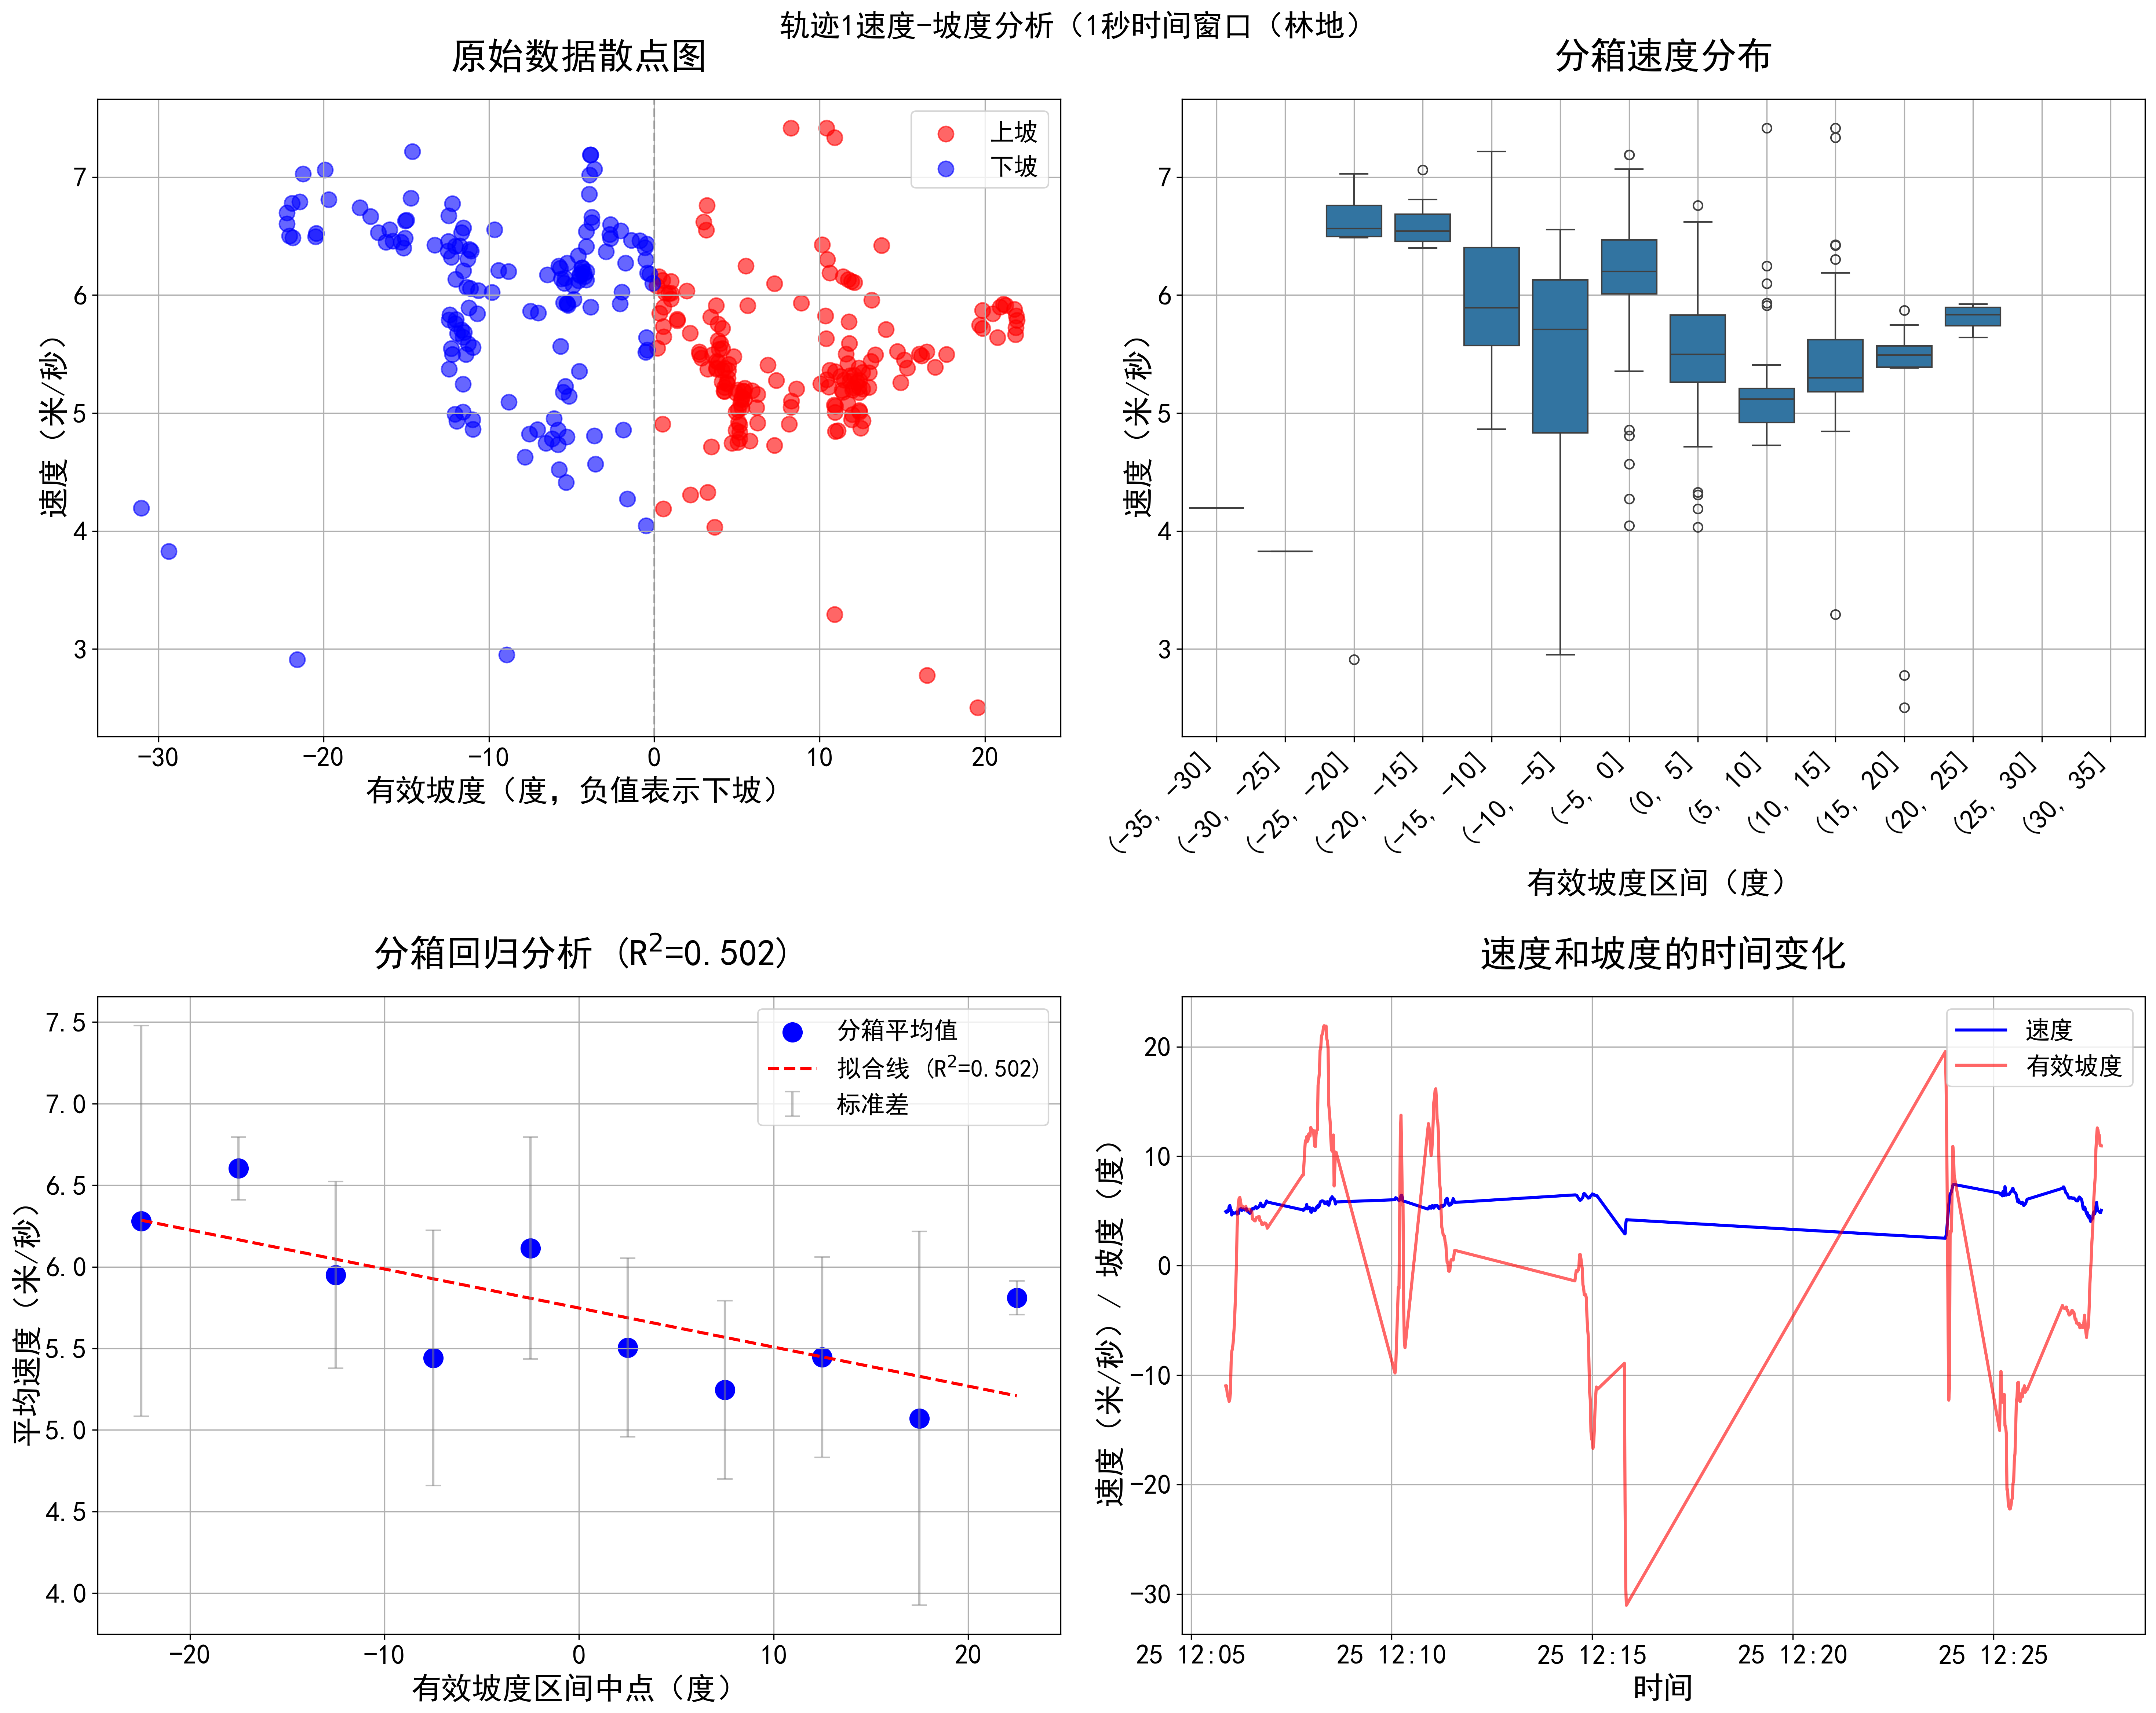 轨迹1速度-坡度分析（1秒时间窗口（林地）
原始数据散点图
上坡
下坡
7
6
5
4
3
速度（米/秒）
−30 −20 −10 0 10 20
有效坡度（度，负值表示下坡）
分箱速度分布
7
6
5
4
3
速度（米/秒）
(−35, −30]
(−30, −25]
(−25, −20]
(−20, −15]
(−15, −10]
(−10, −5]
(−5, 0]
(0, 5]
(5, 10]
(10, 15]
(15, 20]
(20, 25]
(25, 30]
(30, 35]
有效坡度区间（度）
分箱回归分析 (R²=0.502)
分箱平均值
拟合线 (R²=0.502)
标准差
7.5
7.0
6.5
6.0
5.5
5.0
4.5
4.0
平均速度（米/秒）
−20 −10 0 10 20
有效坡度区间中点（度）
速度和坡度的时间变化
速度
有效坡度
20
10
0
−10
−20
−30
速度（米/秒）/ 坡度（度）
25 12:05 25 12:10 25 12:15 25 12:20 25 12:25
时间